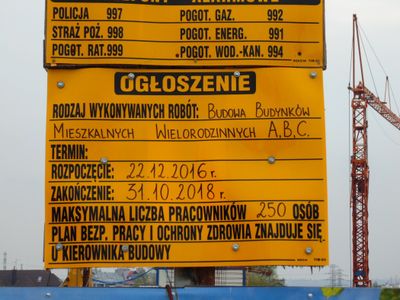 POLICJA 997 POGOT. GAZ. 992
STRAŻ POŻ. 998 POGOT. ENERG. 991
POGOT. RAT. 999 POGOT. WOD.-KAN. 994
OGŁOSZENIE
RODZAJ WYKONYWANYCH ROBÓT: BUDOWA BUDYNKÓW
MIESZKALNYCH WIELORODZINNYCH A,B,C.
TERMIN:
ROZPOCZĘCIE: 22.12.2016 r.
ZAKOŃCZENIE: 31.10.2018 r.
MAKSYMALNA LICZBA PRACOWNIKÓW 250 OSÓB
PLAN BEZP. PRACY I OCHRONY ZDROWIA ZNAJDUJE SIĘ
U KIEROWNIKA BUDOWY